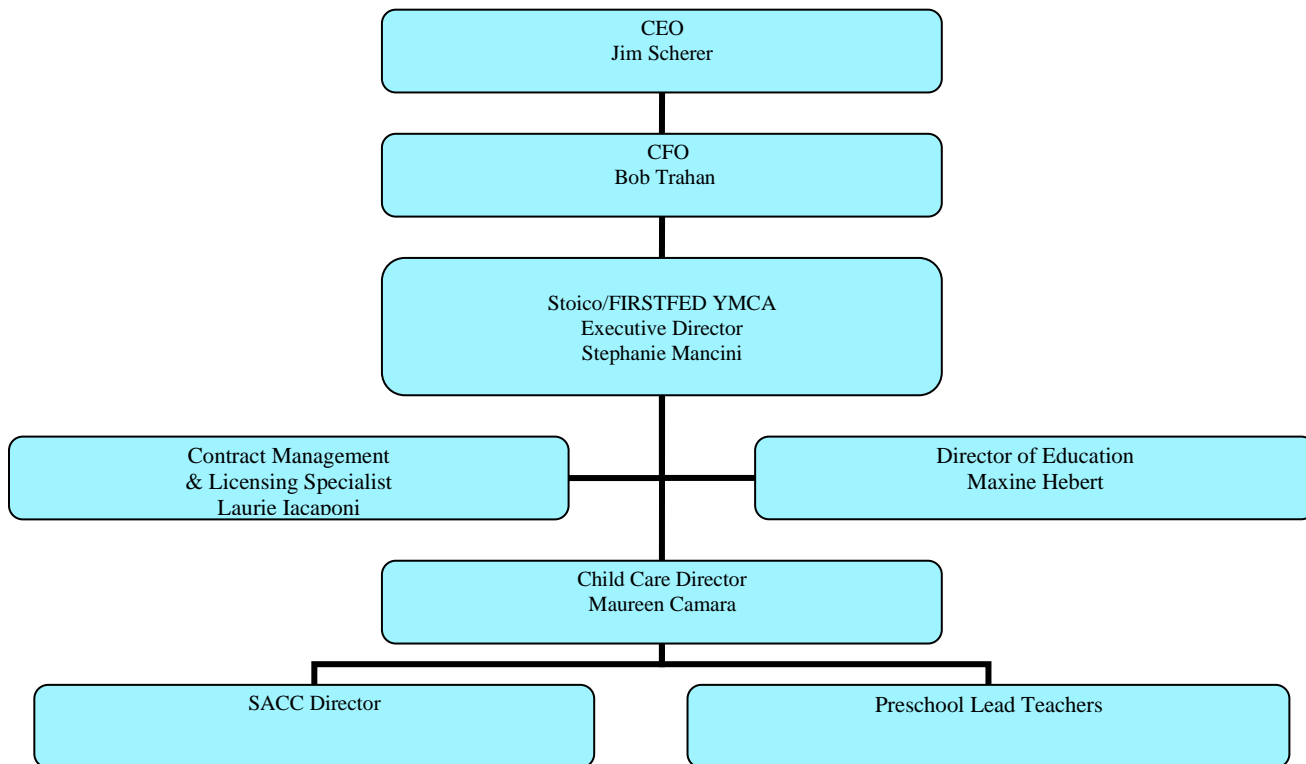 CEO
Jim Scherer
CFO
Bob Trahan
Stoico/FIRSTFED YMCA
Executive Director
Stephanie Mancini
Contract Management
& Licensing Specialist
Laurie Iacaponi
Director of Education
Maxine Hebert
Child Care Director
Maureen Camara
SACC Director
Preschool Lead Teachers